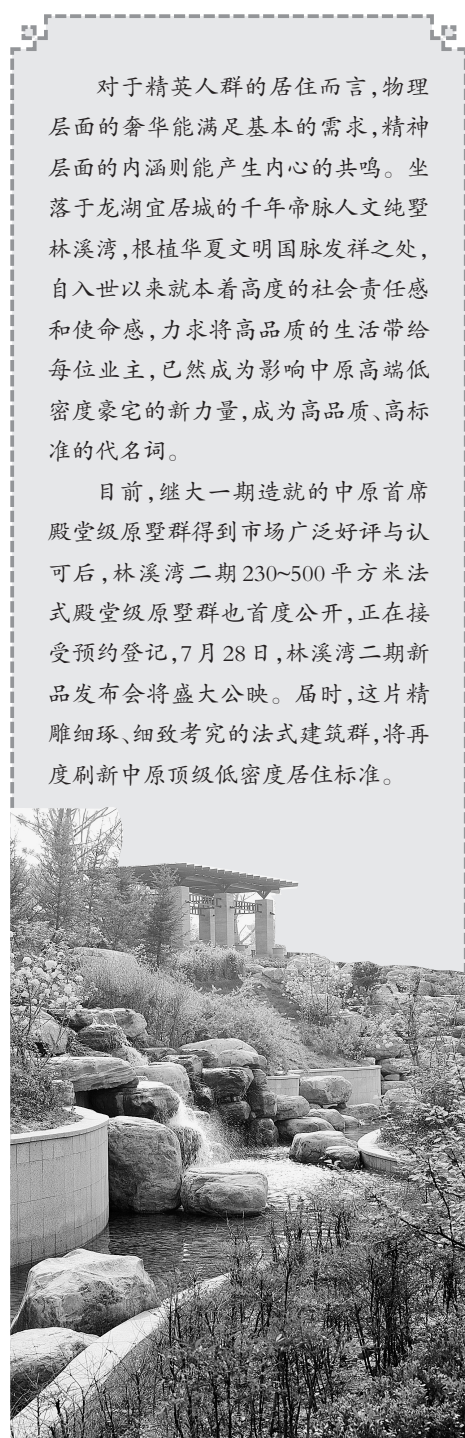 对于精英人群的居住而言,物理
层面的奢华能满足基本的需求,精神
层面的内涵则能产生内心的共鸣。坐
落于龙湖宜居城的千年帝脉人文纯墅
林溪湾,根植华夏文明国脉发祥之处,
自入世以来就本着高度的社会责任感
和使命感,力求将高品质的生活带给
每位业主,已然成为影响中原高端低
密度豪宅的新力量,成为高品质、高标
准的代名词。
目前,继大一期造就的中原首席
殿堂级原墅群得到市场广泛好评与认
可后,林溪湾二期230~500平方米法
式殿堂级原墅群也首度公开,正在接
受预约登记,7月28日,林溪湾二期新
品发布会将盛大公映。届时,这片精
雕细琢、细致考究的法式建筑群,将再
度刷新中原顶级低密度居住标准。